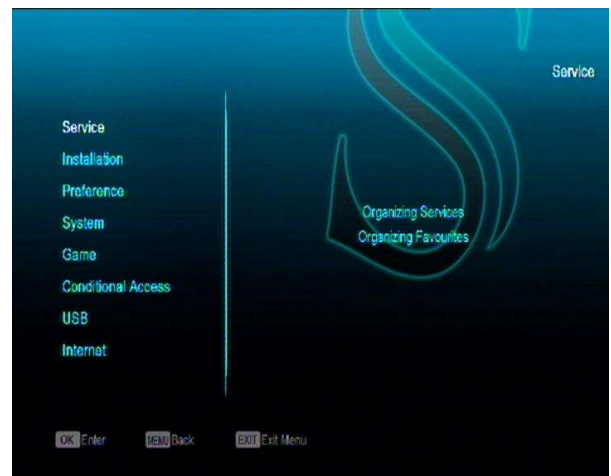 Service
Service
Installation
Preference
System
Game
Conditional Access
USB
Internet
Organizing Services
Organizing Favourites
OK Enter MENU Back EXIT Exit Menu